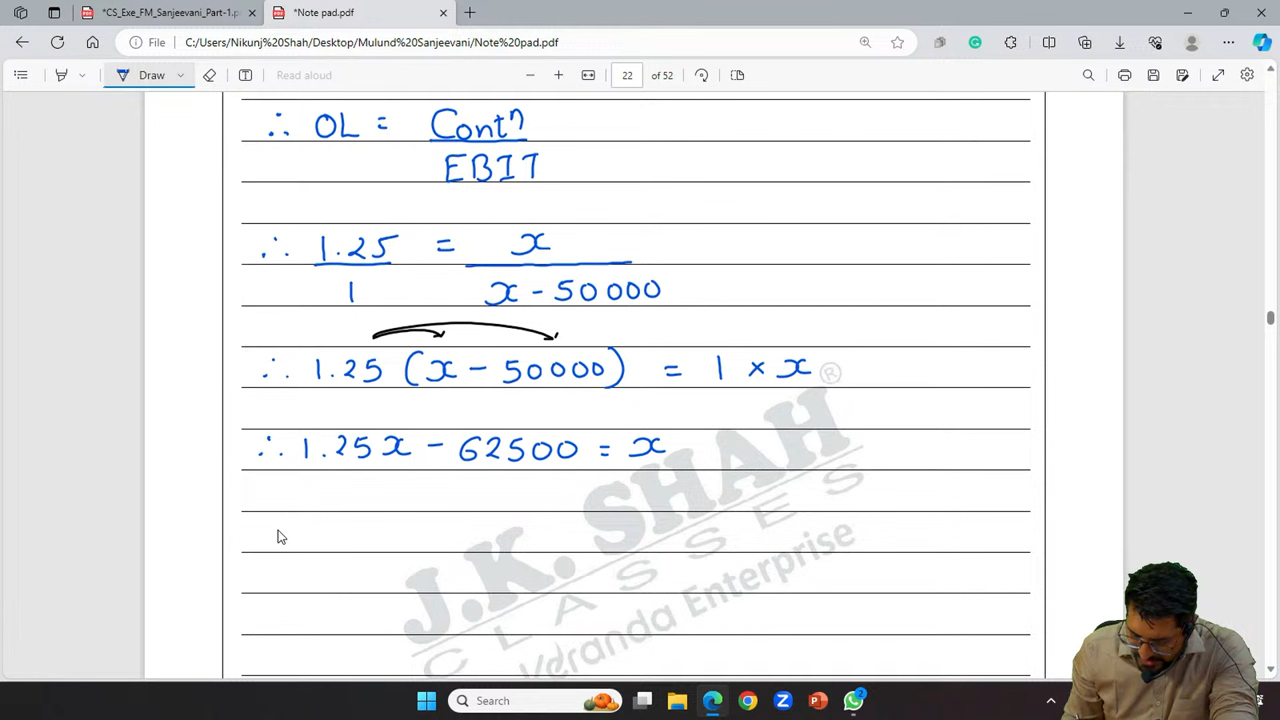 *CS_Exe_FM_Sanjeevani_Part-1.p
*Note pad.pdf
File
C:/Users/Nikunj%20Shah/Desktop/Mulund%20Sanjeevani/Note%20pad.pdf
Draw
Read aloud
22 of 52
∴ OL = Contⁿ
EBIT
∴ 1.25 = x
1 x - 50000
∴ 1.25 (x - 50000) = 1 × x
∴ 1.25x - 62500 = x
J.K. SHAH ®
CLASSES
Veranda Enterprise
Search
2